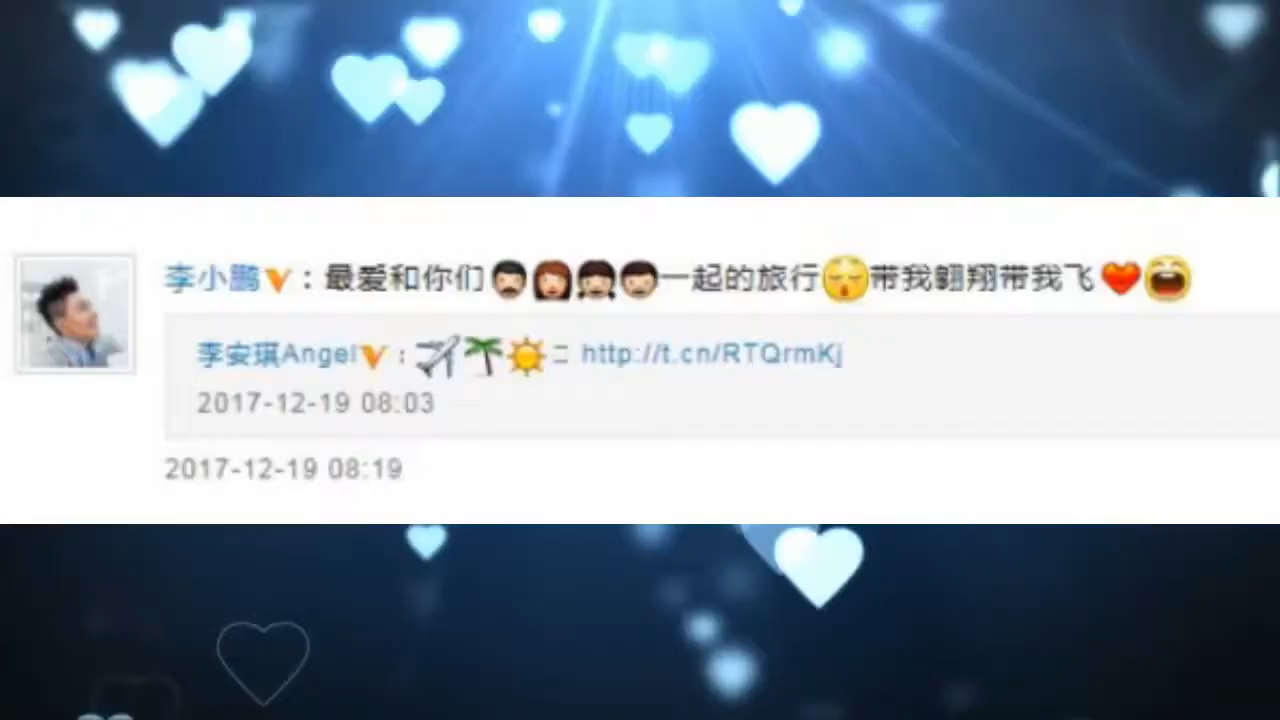 李小鹏：最爱和你们👨👩👧👦一起的旅行😌带我翱翔带我飞❤️😆
李安琪Angel：✈️🌴☀️ http://t.cn/RTQrmKj
2017-12-19 08:03
2017-12-19 08:19